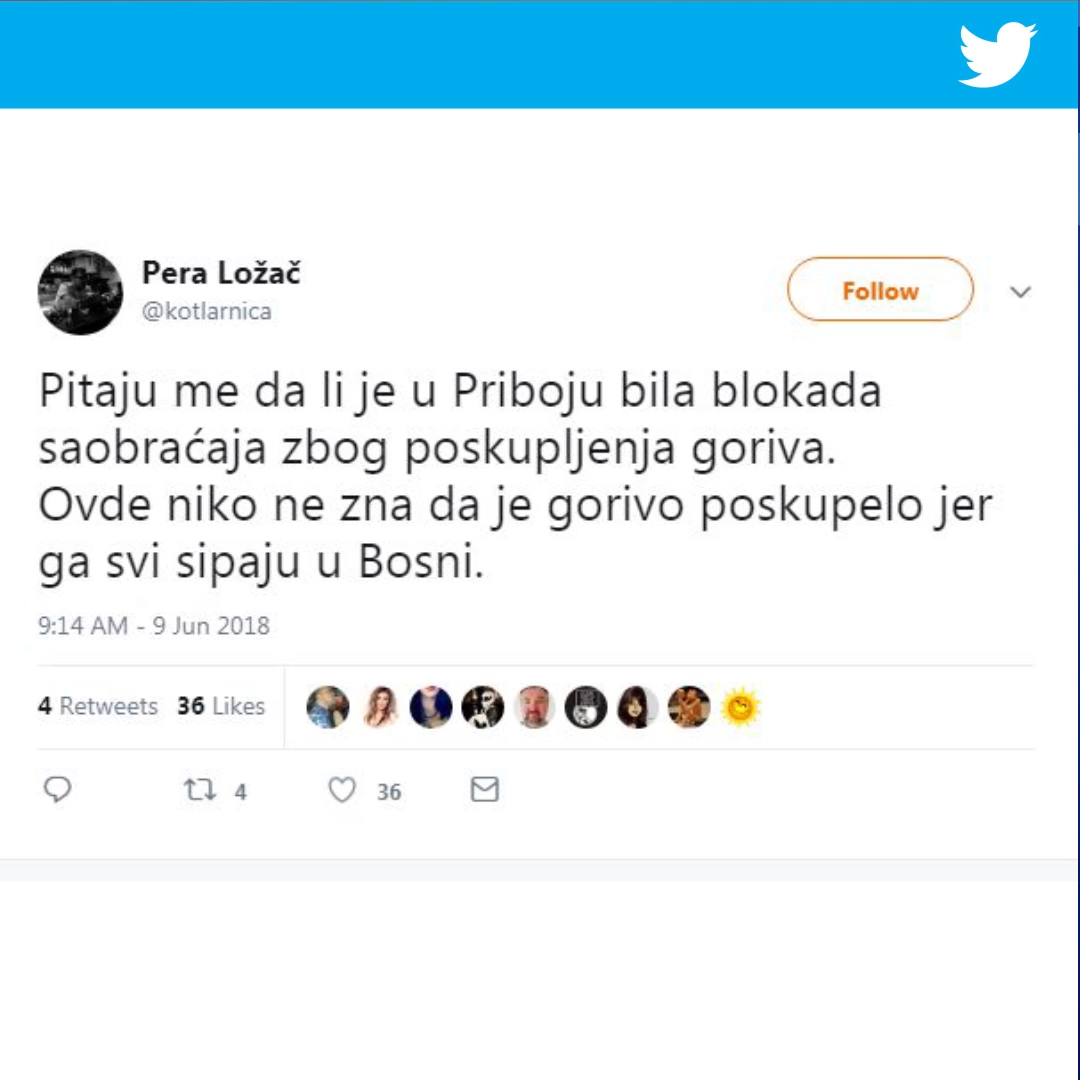 Pera Ložač
@kotlarnica
Follow
Pitaju me da li je u Priboju bila blokada
saobraćaja zbog poskupljenja goriva.
Ovde niko ne zna da je gorivo poskupelo jer
ga svi sipaju u Bosni.
9:14 AM - 9 Jun 2018
4 Retweets 36 Likes
4 36